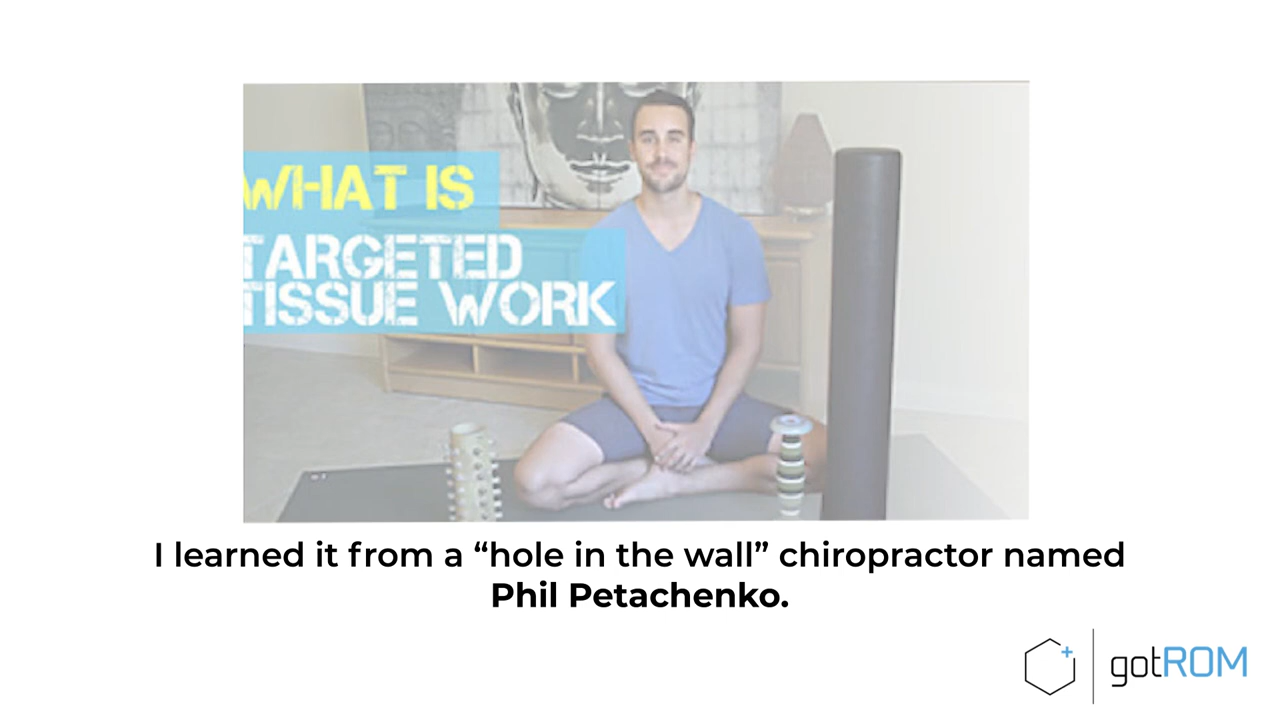 WHAT IS
TARGETED
TISSUE WORK
I learned it from a “hole in the wall” chiropractor named
Phil Petachenko.
gotROM